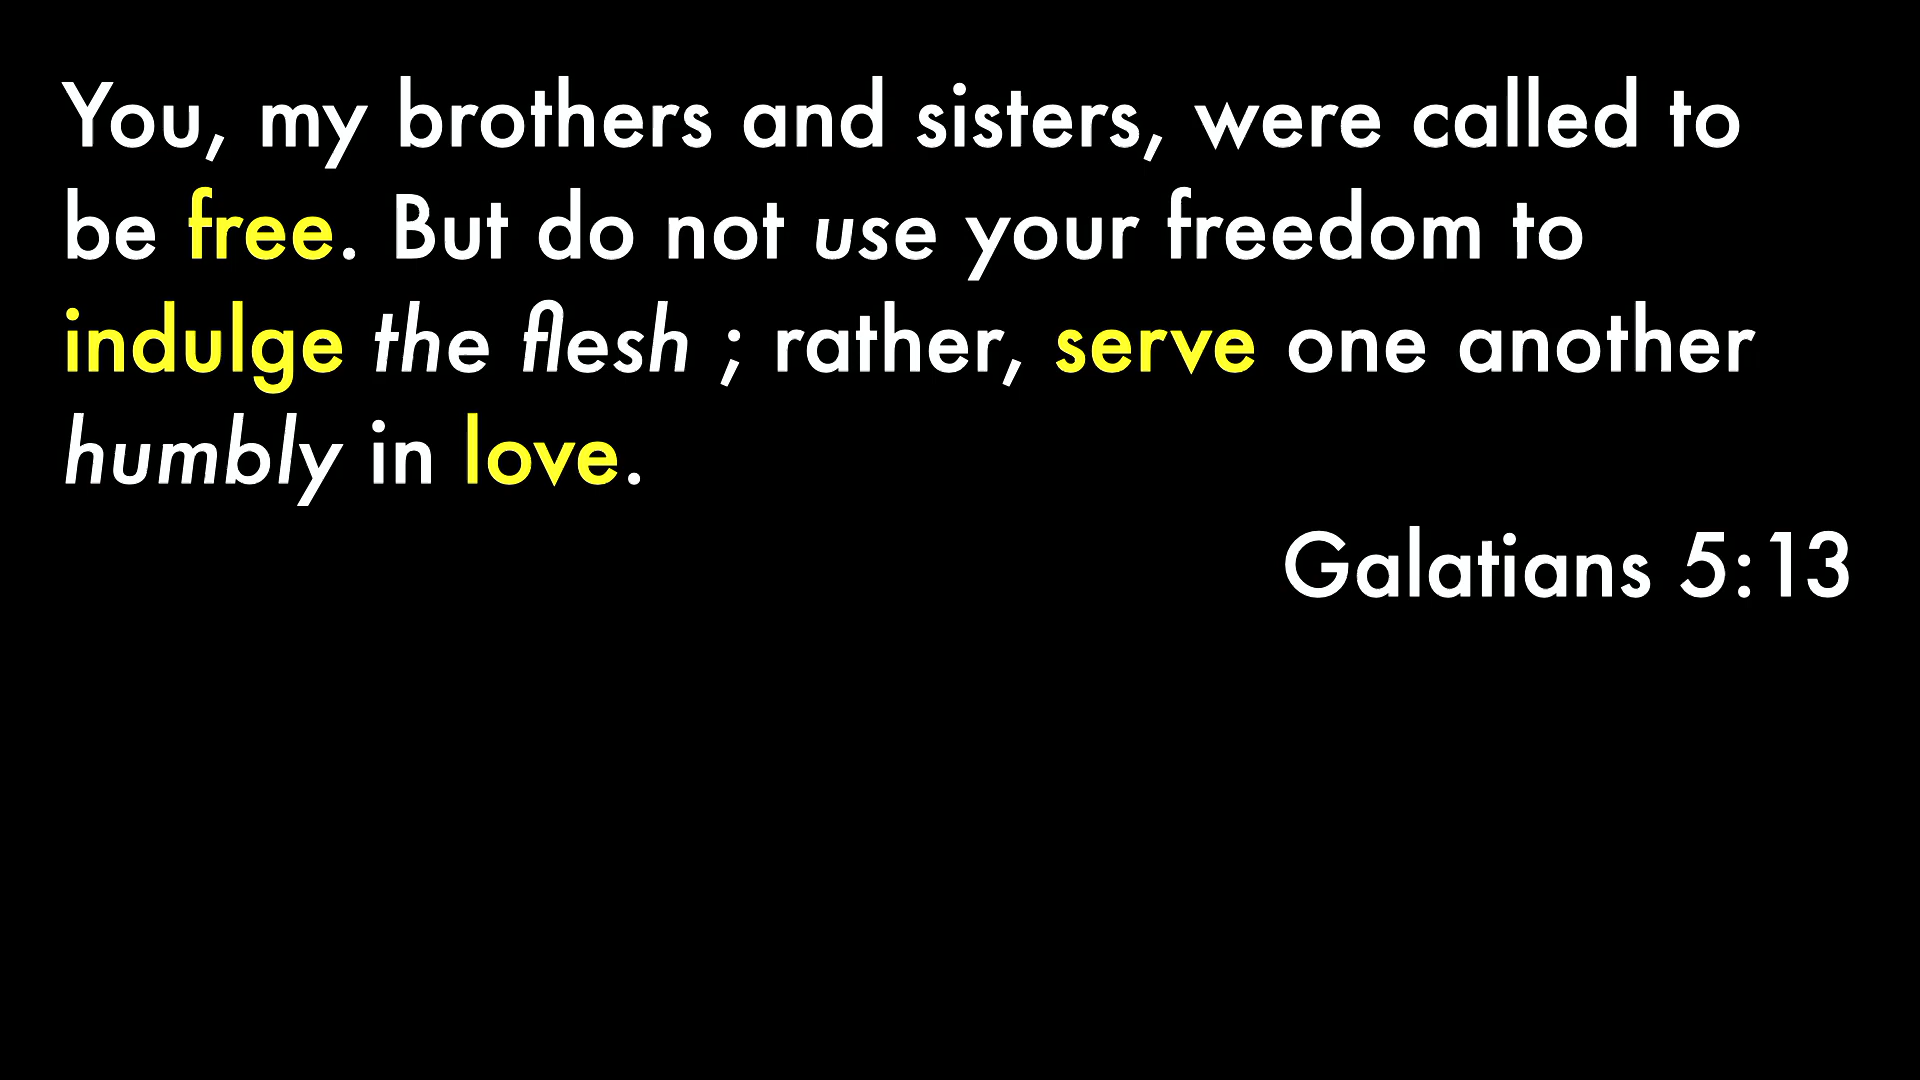 You, my brothers and sisters, were called to
be free. But do not use your freedom to
indulge the flesh ; rather, serve one another
humbly in love.
Galatians 5:13